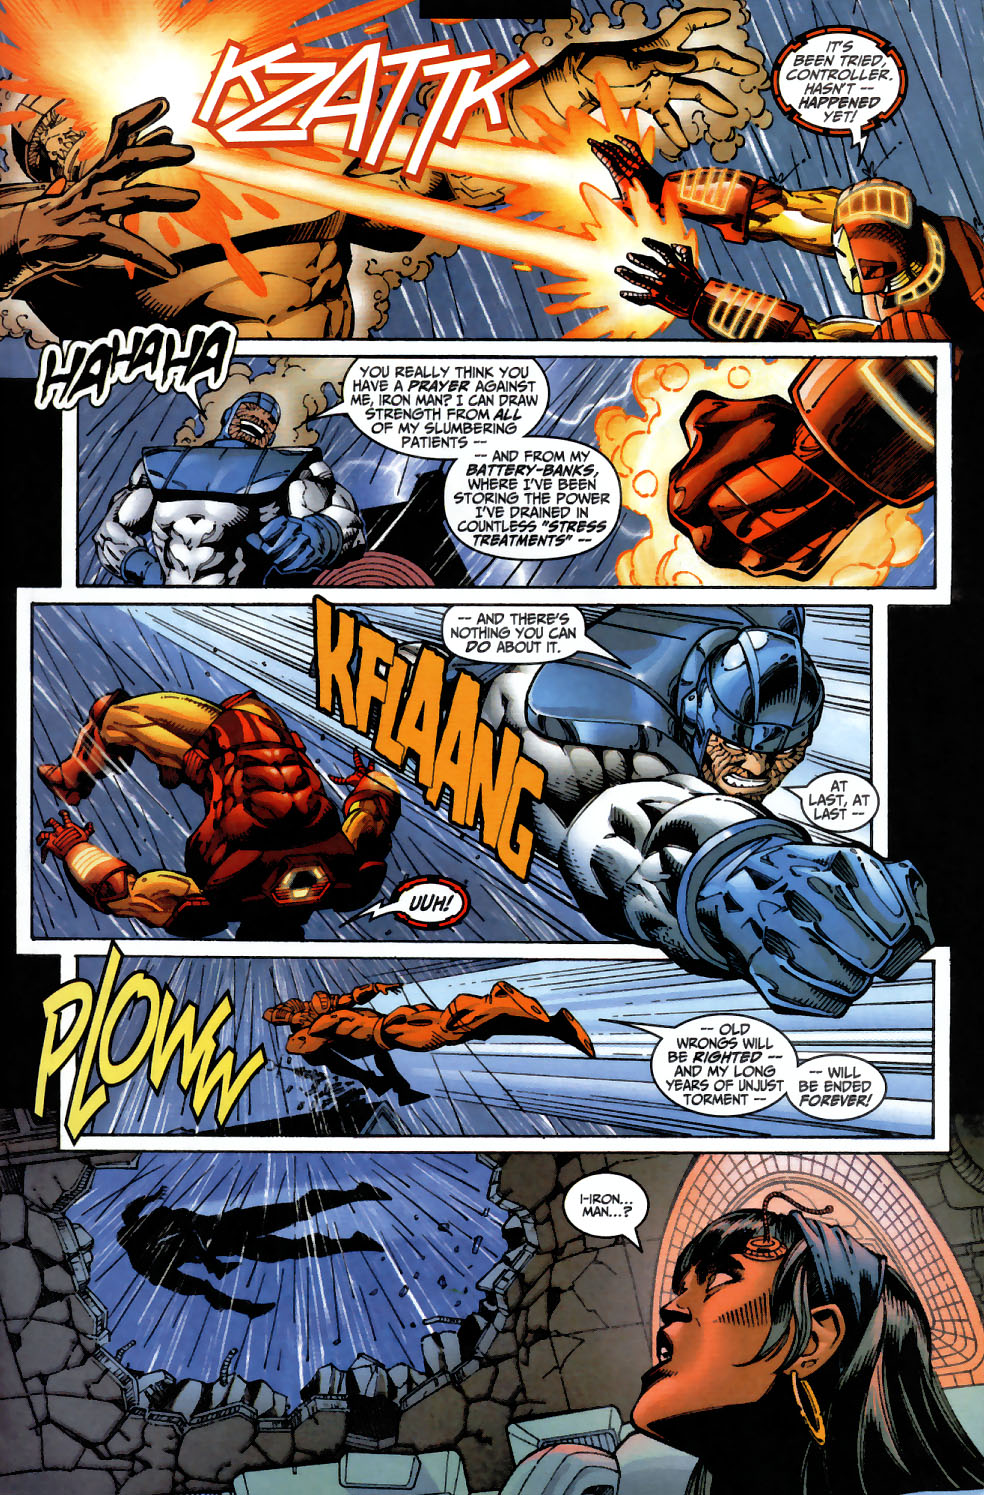 KZATTK
IT'S
BEEN TRIED,
CONTROLLER.
HASN'T --
HAPPENED
YET!
HAHAHA
YOU REALLY THINK YOU
HAVE A PRAYER AGAINST
ME, IRON MAN? I CAN DRAW
STRENGTH FROM ALL
OF MY SLUMBERING
PATIENTS --
-- AND FROM MY
BATTERY-BANKS,
WHERE I'VE BEEN
STORING THE POWER
I'VE DRAINED IN
COUNTLESS "STRESS
TREATMENTS" --
-- AND THERE'S
NOTHING YOU CAN
DO ABOUT IT.
KFLAANG
AT
LAST, AT
LAST --
UUH!
PLOWW
-- OLD
WRONGS WILL
BE RIGHTED --
AND MY LONG
YEARS OF UNJUST
TORMENT --
-- WILL
BE ENDED
FOREVER!
I-IRON...
MAN...?